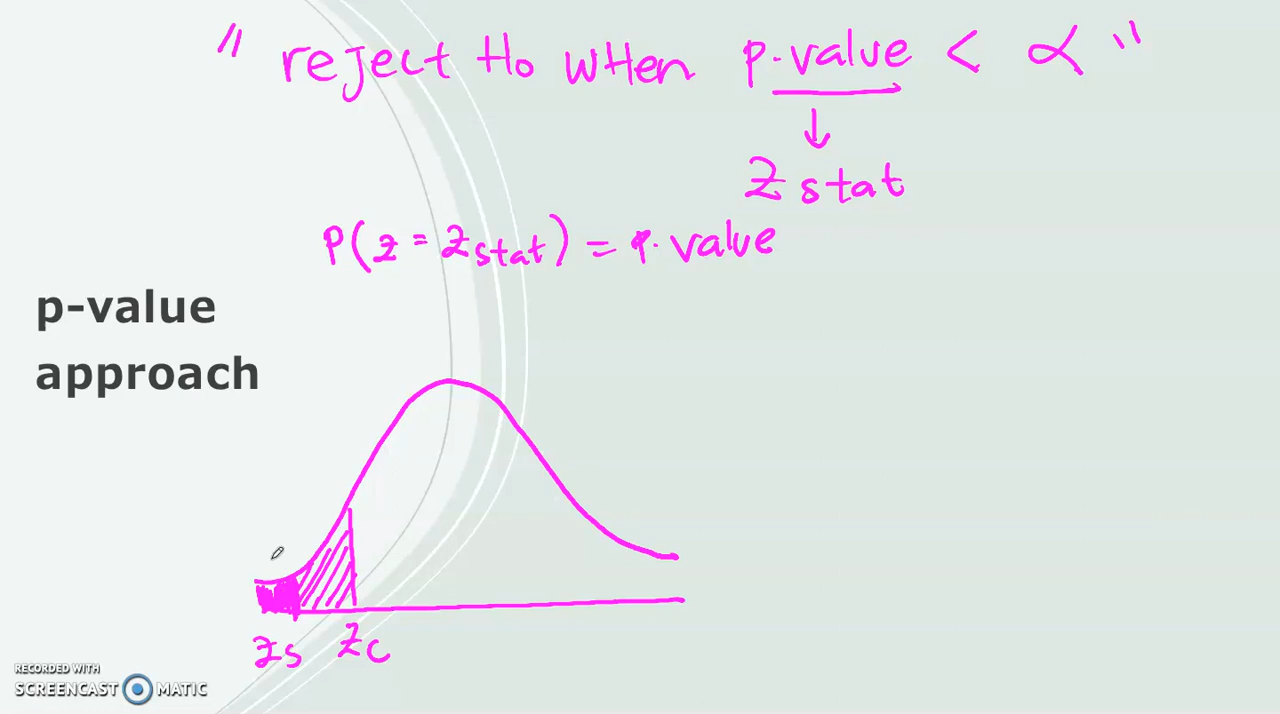 " reject Ho wHen p.value < α "
↓
Z stat
P(z = zstat) = p.value
p-value
approach
zs zc
RECORDED WITH
SCREENCAST MATIC